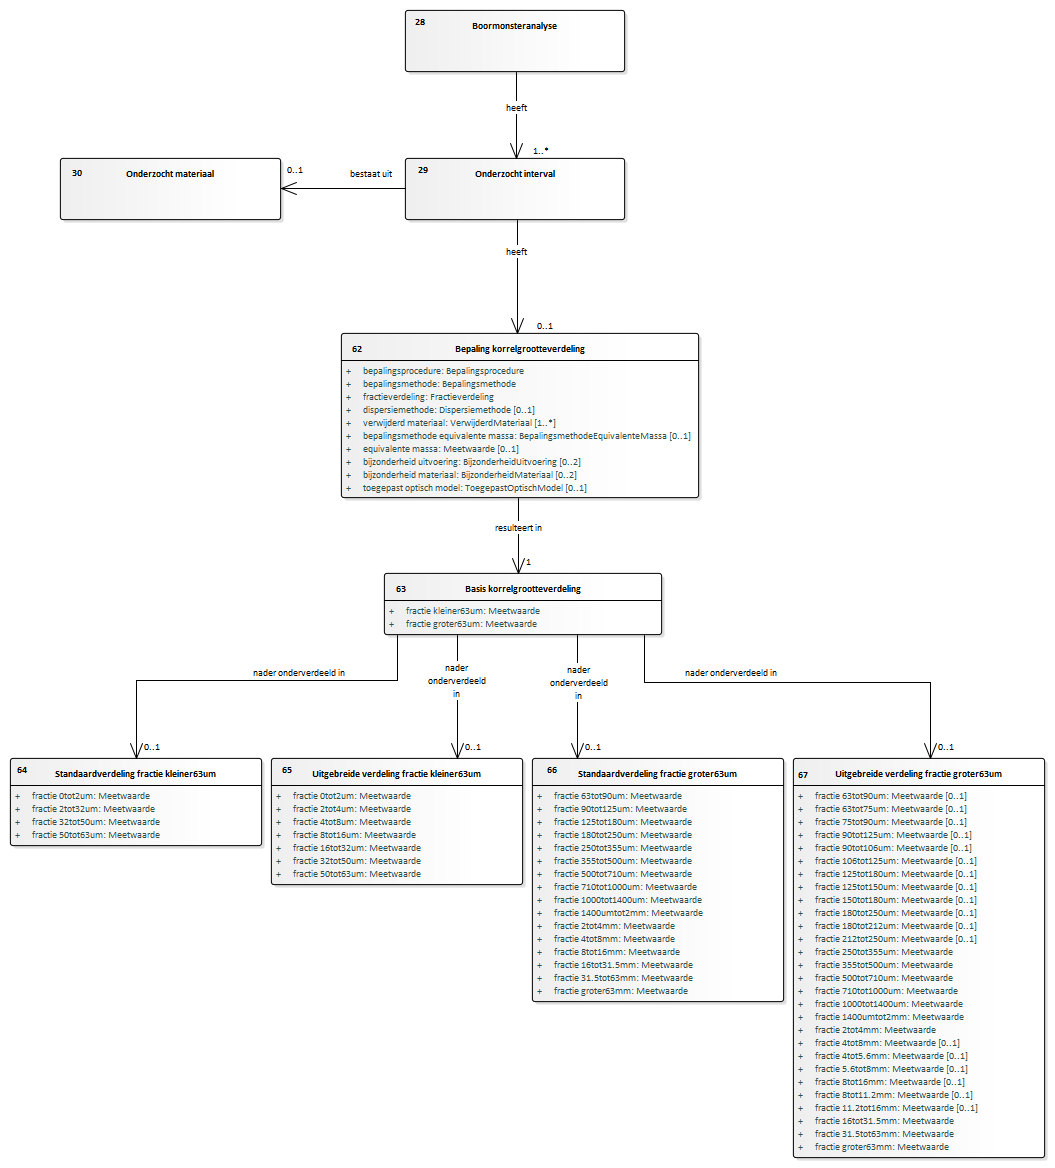 28
Boormonsteranalyse
heeft
1..*
30
Onderzocht materiaal
0..1
bestaat uit
29
Onderzocht interval
heeft
0..1
62
Bepaling korrelgrootteverdeling
+ bepalingsprocedure: Bepalingsprocedure
+ bepalingsmethode: Bepalingsmethode
+ fractieverdeling: Fractieverdeling
+ dispersiemethode: Dispersiemethode [0..1]
+ verwijderd materiaal: VerwijderdMateriaal [1..*]
+ bepalingsmethode equivalente massa: BepalingsmethodeEquivalenteMassa [0..1]
+ equivalente massa: Meetwaarde [0..1]
+ bijzonderheid uitvoering: BijzonderheidUitvoering [0..2]
+ bijzonderheid materiaal: BijzonderheidMateriaal [0..2]
+ toegepast optisch model: ToegepastOptischModel [0..1]
resulteert in
1
63
Basis korrelgrootteverdeling
+ fractie kleiner63um: Meetwaarde
+ fractie groter63um: Meetwaarde
nader onderverdeeld in
0..1
nader
onderverdeeld
in
0..1
nader
onderverdeeld
in
0..1
nader onderverdeeld in
0..1
64
Standaardverdeling fractie kleiner63um
+ fractie 0tot2um: Meetwaarde
+ fractie 2tot32um: Meetwaarde
+ fractie 32tot50um: Meetwaarde
+ fractie 50tot63um: Meetwaarde
65
Uitgebreide verdeling fractie kleiner63um
+ fractie 0tot2um: Meetwaarde
+ fractie 2tot4um: Meetwaarde
+ fractie 4tot8um: Meetwaarde
+ fractie 8tot16um: Meetwaarde
+ fractie 16tot32um: Meetwaarde
+ fractie 32tot50um: Meetwaarde
+ fractie 50tot63um: Meetwaarde
66
Standaardverdeling fractie groter63um
+ fractie 63tot90um: Meetwaarde
+ fractie 90tot125um: Meetwaarde
+ fractie 125tot180um: Meetwaarde
+ fractie 180tot250um: Meetwaarde
+ fractie 250tot355um: Meetwaarde
+ fractie 355tot500um: Meetwaarde
+ fractie 500tot710um: Meetwaarde
+ fractie 710tot1000um: Meetwaarde
+ fractie 1000tot1400um: Meetwaarde
+ fractie 1400umtot2mm: Meetwaarde
+ fractie 2tot4mm: Meetwaarde
+ fractie 4tot8mm: Meetwaarde
+ fractie 8tot16mm: Meetwaarde
+ fractie 16tot31.5mm: Meetwaarde
+ fractie 31.5tot63mm: Meetwaarde
+ fractie groter63mm: Meetwaarde
67
Uitgebreide verdeling fractie groter63um
+ fractie 63tot90um: Meetwaarde [0..1]
+ fractie 63tot75um: Meetwaarde [0..1]
+ fractie 75tot90um: Meetwaarde [0..1]
+ fractie 90tot125um: Meetwaarde [0..1]
+ fractie 90tot106um: Meetwaarde [0..1]
+ fractie 106tot125um: Meetwaarde [0..1]
+ fractie 125tot180um: Meetwaarde [0..1]
+ fractie 125tot150um: Meetwaarde [0..1]
+ fractie 150tot180um: Meetwaarde [0..1]
+ fractie 180tot250um: Meetwaarde [0..1]
+ fractie 180tot212um: Meetwaarde [0..1]
+ fractie 212tot250um: Meetwaarde [0..1]
+ fractie 250tot355um: Meetwaarde
+ fractie 355tot500um: Meetwaarde
+ fractie 500tot710um: Meetwaarde
+ fractie 710tot1000um: Meetwaarde
+ fractie 1000tot1400um: Meetwaarde
+ fractie 1400umtot2mm: Meetwaarde
+ fractie 2tot4mm: Meetwaarde
+ fractie 4tot8mm: Meetwaarde [0..1]
+ fractie 4tot5.6mm: Meetwaarde [0..1]
+ fractie 5.6tot8mm: Meetwaarde [0..1]
+ fractie 8tot16mm: Meetwaarde [0..1]
+ fractie 8tot11.2mm: Meetwaarde [0..1]
+ fractie 11.2tot16mm: Meetwaarde [0..1]
+ fractie 16tot31.5mm: Meetwaarde
+ fractie 31.5tot63mm: Meetwaarde
+ fractie groter63mm: Meetwaarde